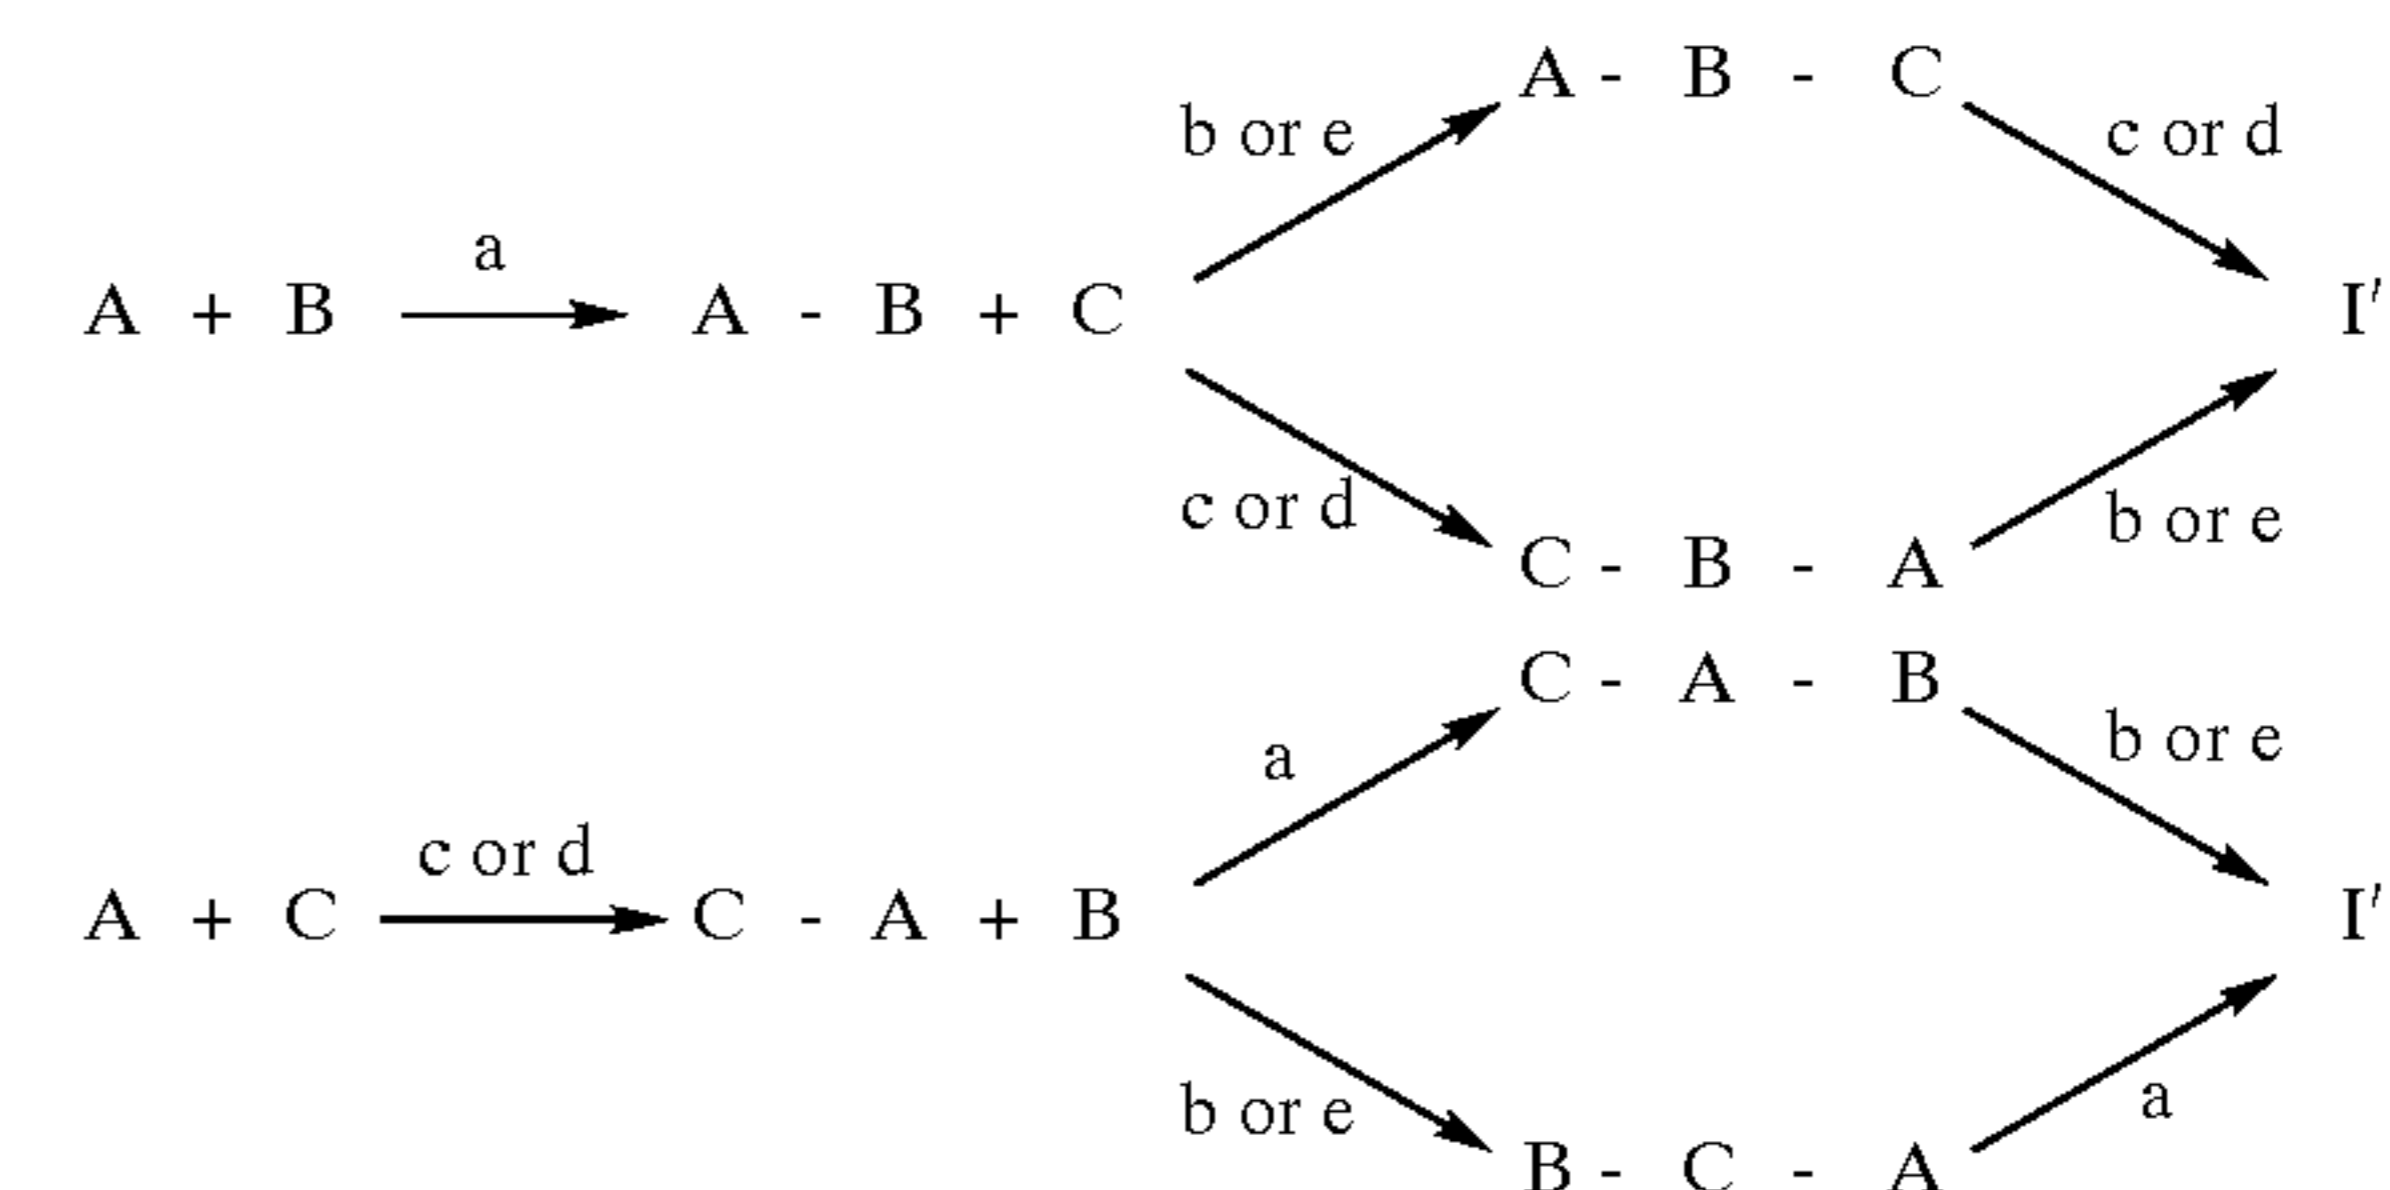 A - B - C
b or e
c or d
a
A + B
A - B + C
I'
c or d
b or e
C - B - A
C - A - B
b or e
a
c or d
A + C
C - A + B
I'
b or e
a
B - C - A